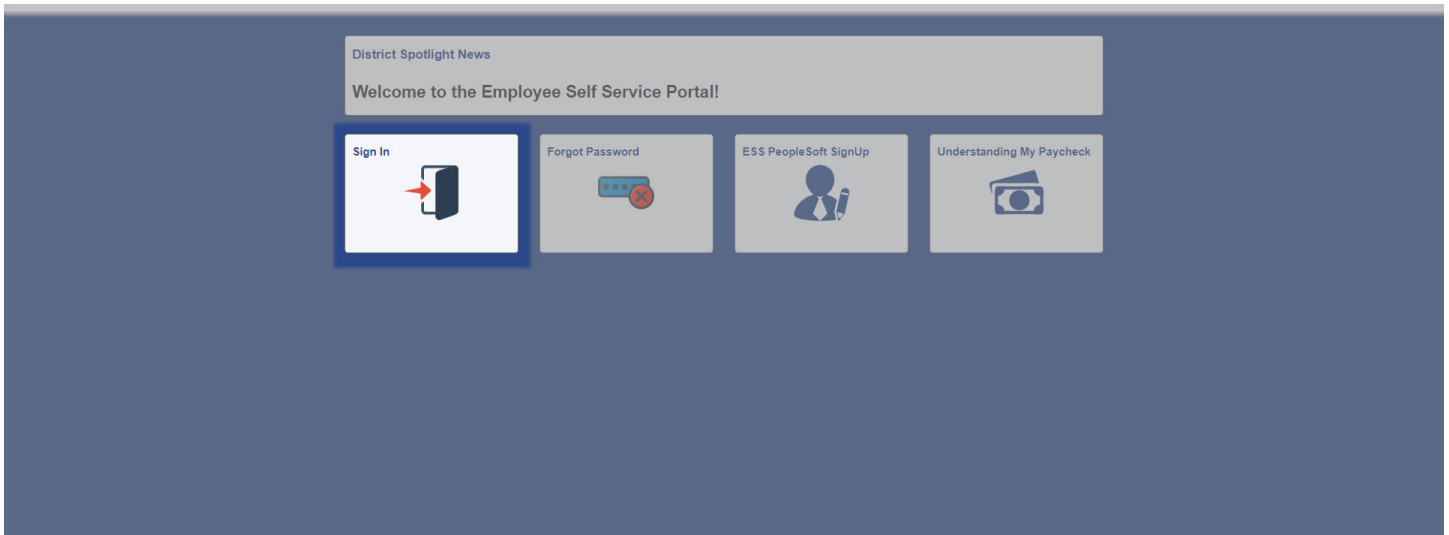 District Spotlight News
Welcome to the Employee Self Service Portal!
Sign In
Forgot Password
ESS PeopleSoft SignUp
Understanding My Paycheck